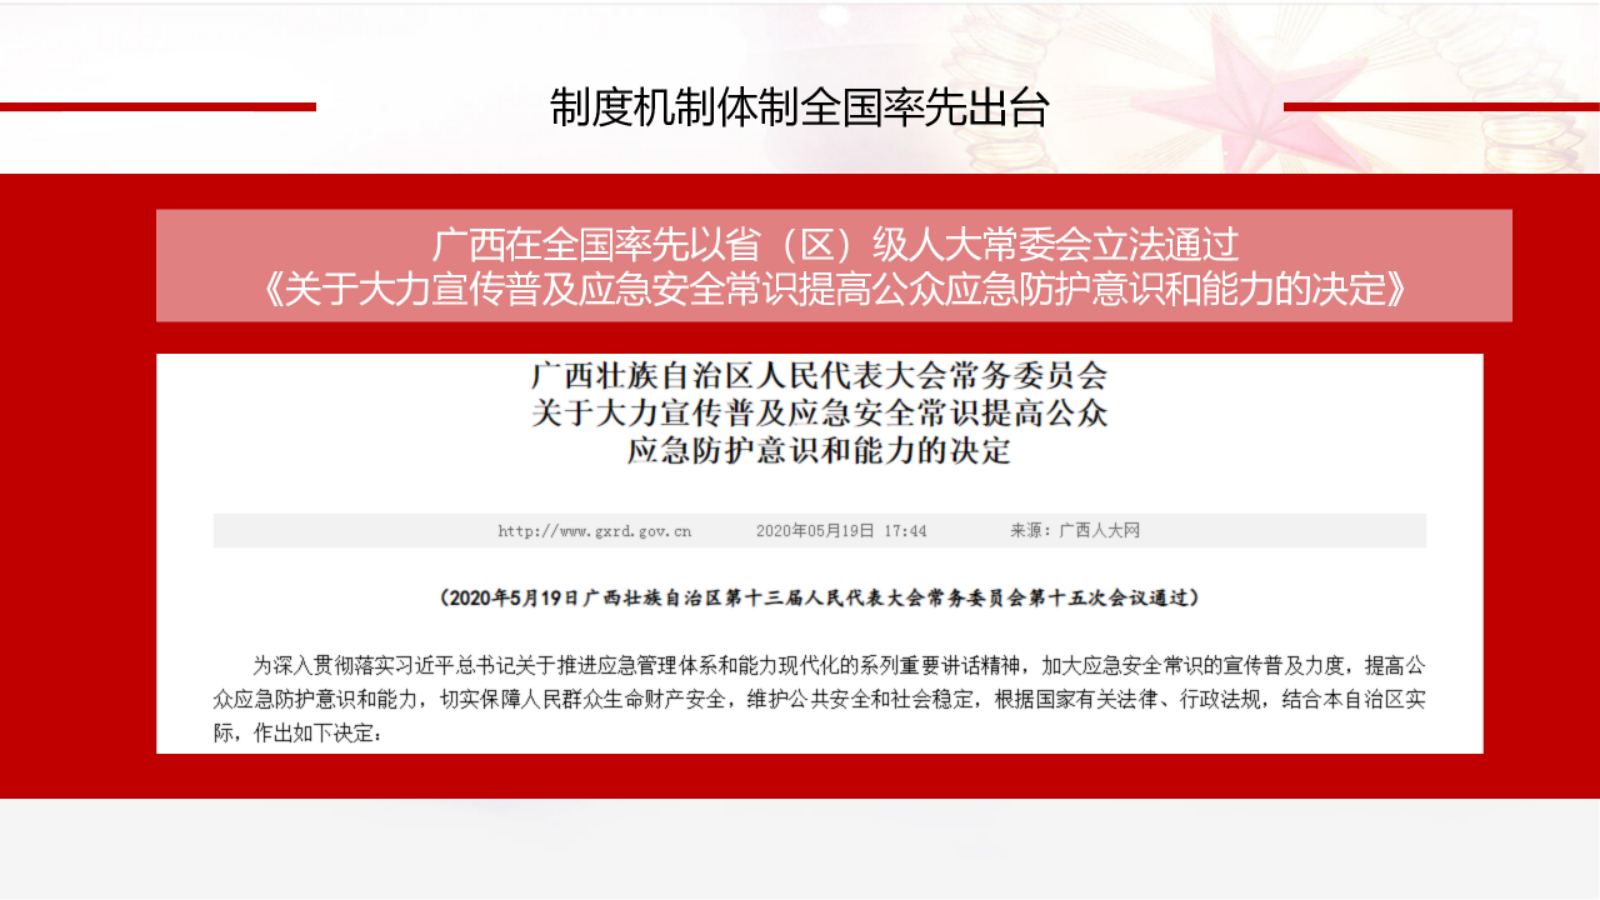 制度机制体制全国率先出台
广西在全国率先以省（区）级人大常委会立法通过
《关于大力宣传普及应急安全常识提高公众应急防护意识和能力的决定》
广西壮族自治区人民代表大会常务委员会
关于大力宣传普及应急安全常识提高公众
应急防护意识和能力的决定
http://www.gxrd.gov.cn 2020年05月19日 17:44 来源：广西人大网
（2020年5月19日广西壮族自治区第十三届人民代表大会常务委员会第十五次会议通过）
为深入贯彻落实习近平总书记关于推进应急管理体系和能力现代化的系列重要讲话精神，加大应急安全常识的宣传普及力度，提高公
众应急防护意识和能力，切实保障人民群众生命财产安全，维护公共安全和社会稳定，根据国家有关法律、行政法规，结合本自治区实
际，作出如下决定：